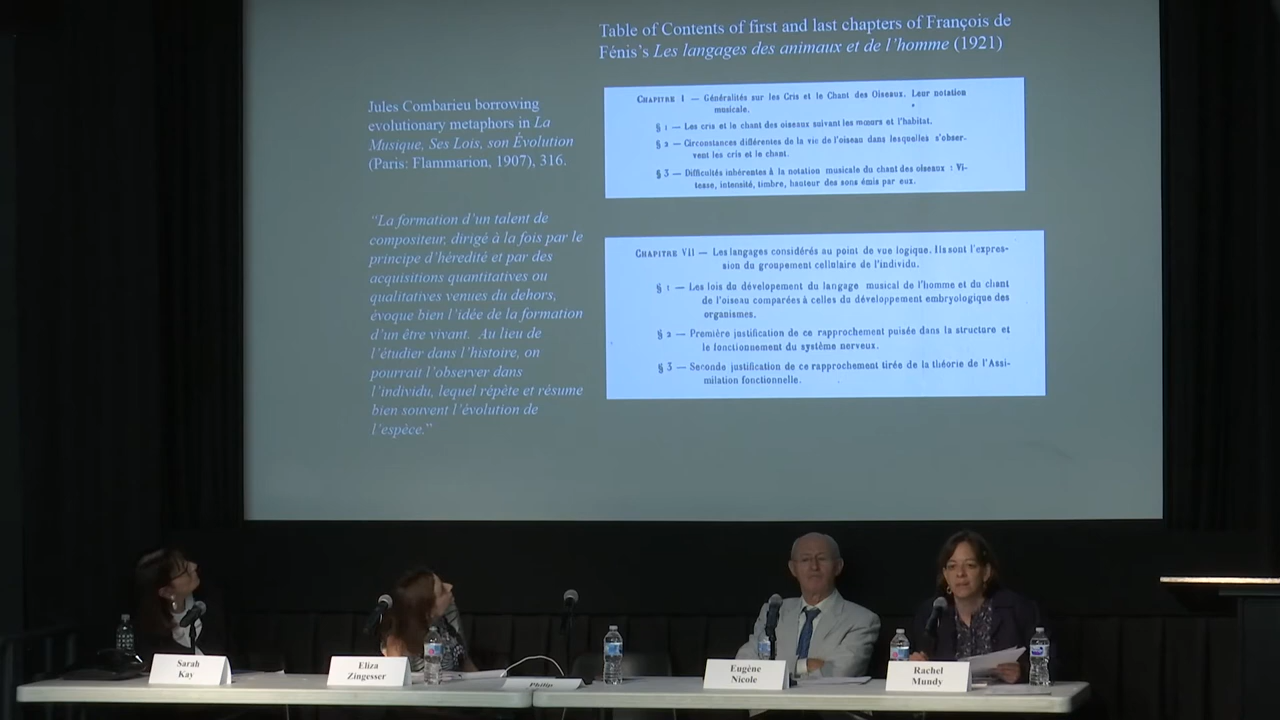 Table of Contents of first and last chapters of François de
Fénis's Les langages des animaux et de l'homme (1921)
Jules Combarieu borrowing
evolutionary metaphors in La
Musique, Ses Lois, son Évolution
(Paris: Flammarion, 1907), 316.
“La formation d'un talent de
compositeur, dirigé à la fois par le
principe d'hérédité et par des
acquisitions quantitatives ou
qualitatives venues du dehors,
évoque bien l'idée de la formation
d'un être vivant. Au lieu de
l'étudier dans l'histoire, on
pourrait l'observer dans
l'individu, lequel répète et résume
bien souvent l'évolution de
l'espèce.”
CHAPITRE I — Généralités sur les Cris et le Chant des Oiseaux. Leur notation
musicale.
§ 1 — Les cris et le chant des oiseaux suivant les mœurs et l'habitat.
§ 2 — Circonstances différentes de la vie de l'oiseau dans lesquelles s'obser-
vent les cris et le chant.
§ 3 — Difficultés inhérentes à la notation musicale du chant des oiseaux : Vi-
tesse, intensité, timbre, hauteur des sons émis par eux.
CHAPITRE VII — Les langages considérés au point de vue logique. Ils sont l'expres-
sion du groupement cellulaire de l'individu.
§ 1 — Les lois du dévelopement du langage musical de l'homme et du chant
de l'oiseau comparées à celles du développement embryologique des
organismes.
§ 2 — Première justification de ce rapprochement puisée dans la structure et
le fonctionnement du système nerveux.
§ 3 — Seconde justification de ce rapprochement tirée de la théorie de l'Assi-
milation fonctionnelle.
Sarah
Kay
Eliza
Zingesser
Eugène
Nicole
Rachel
Mundy